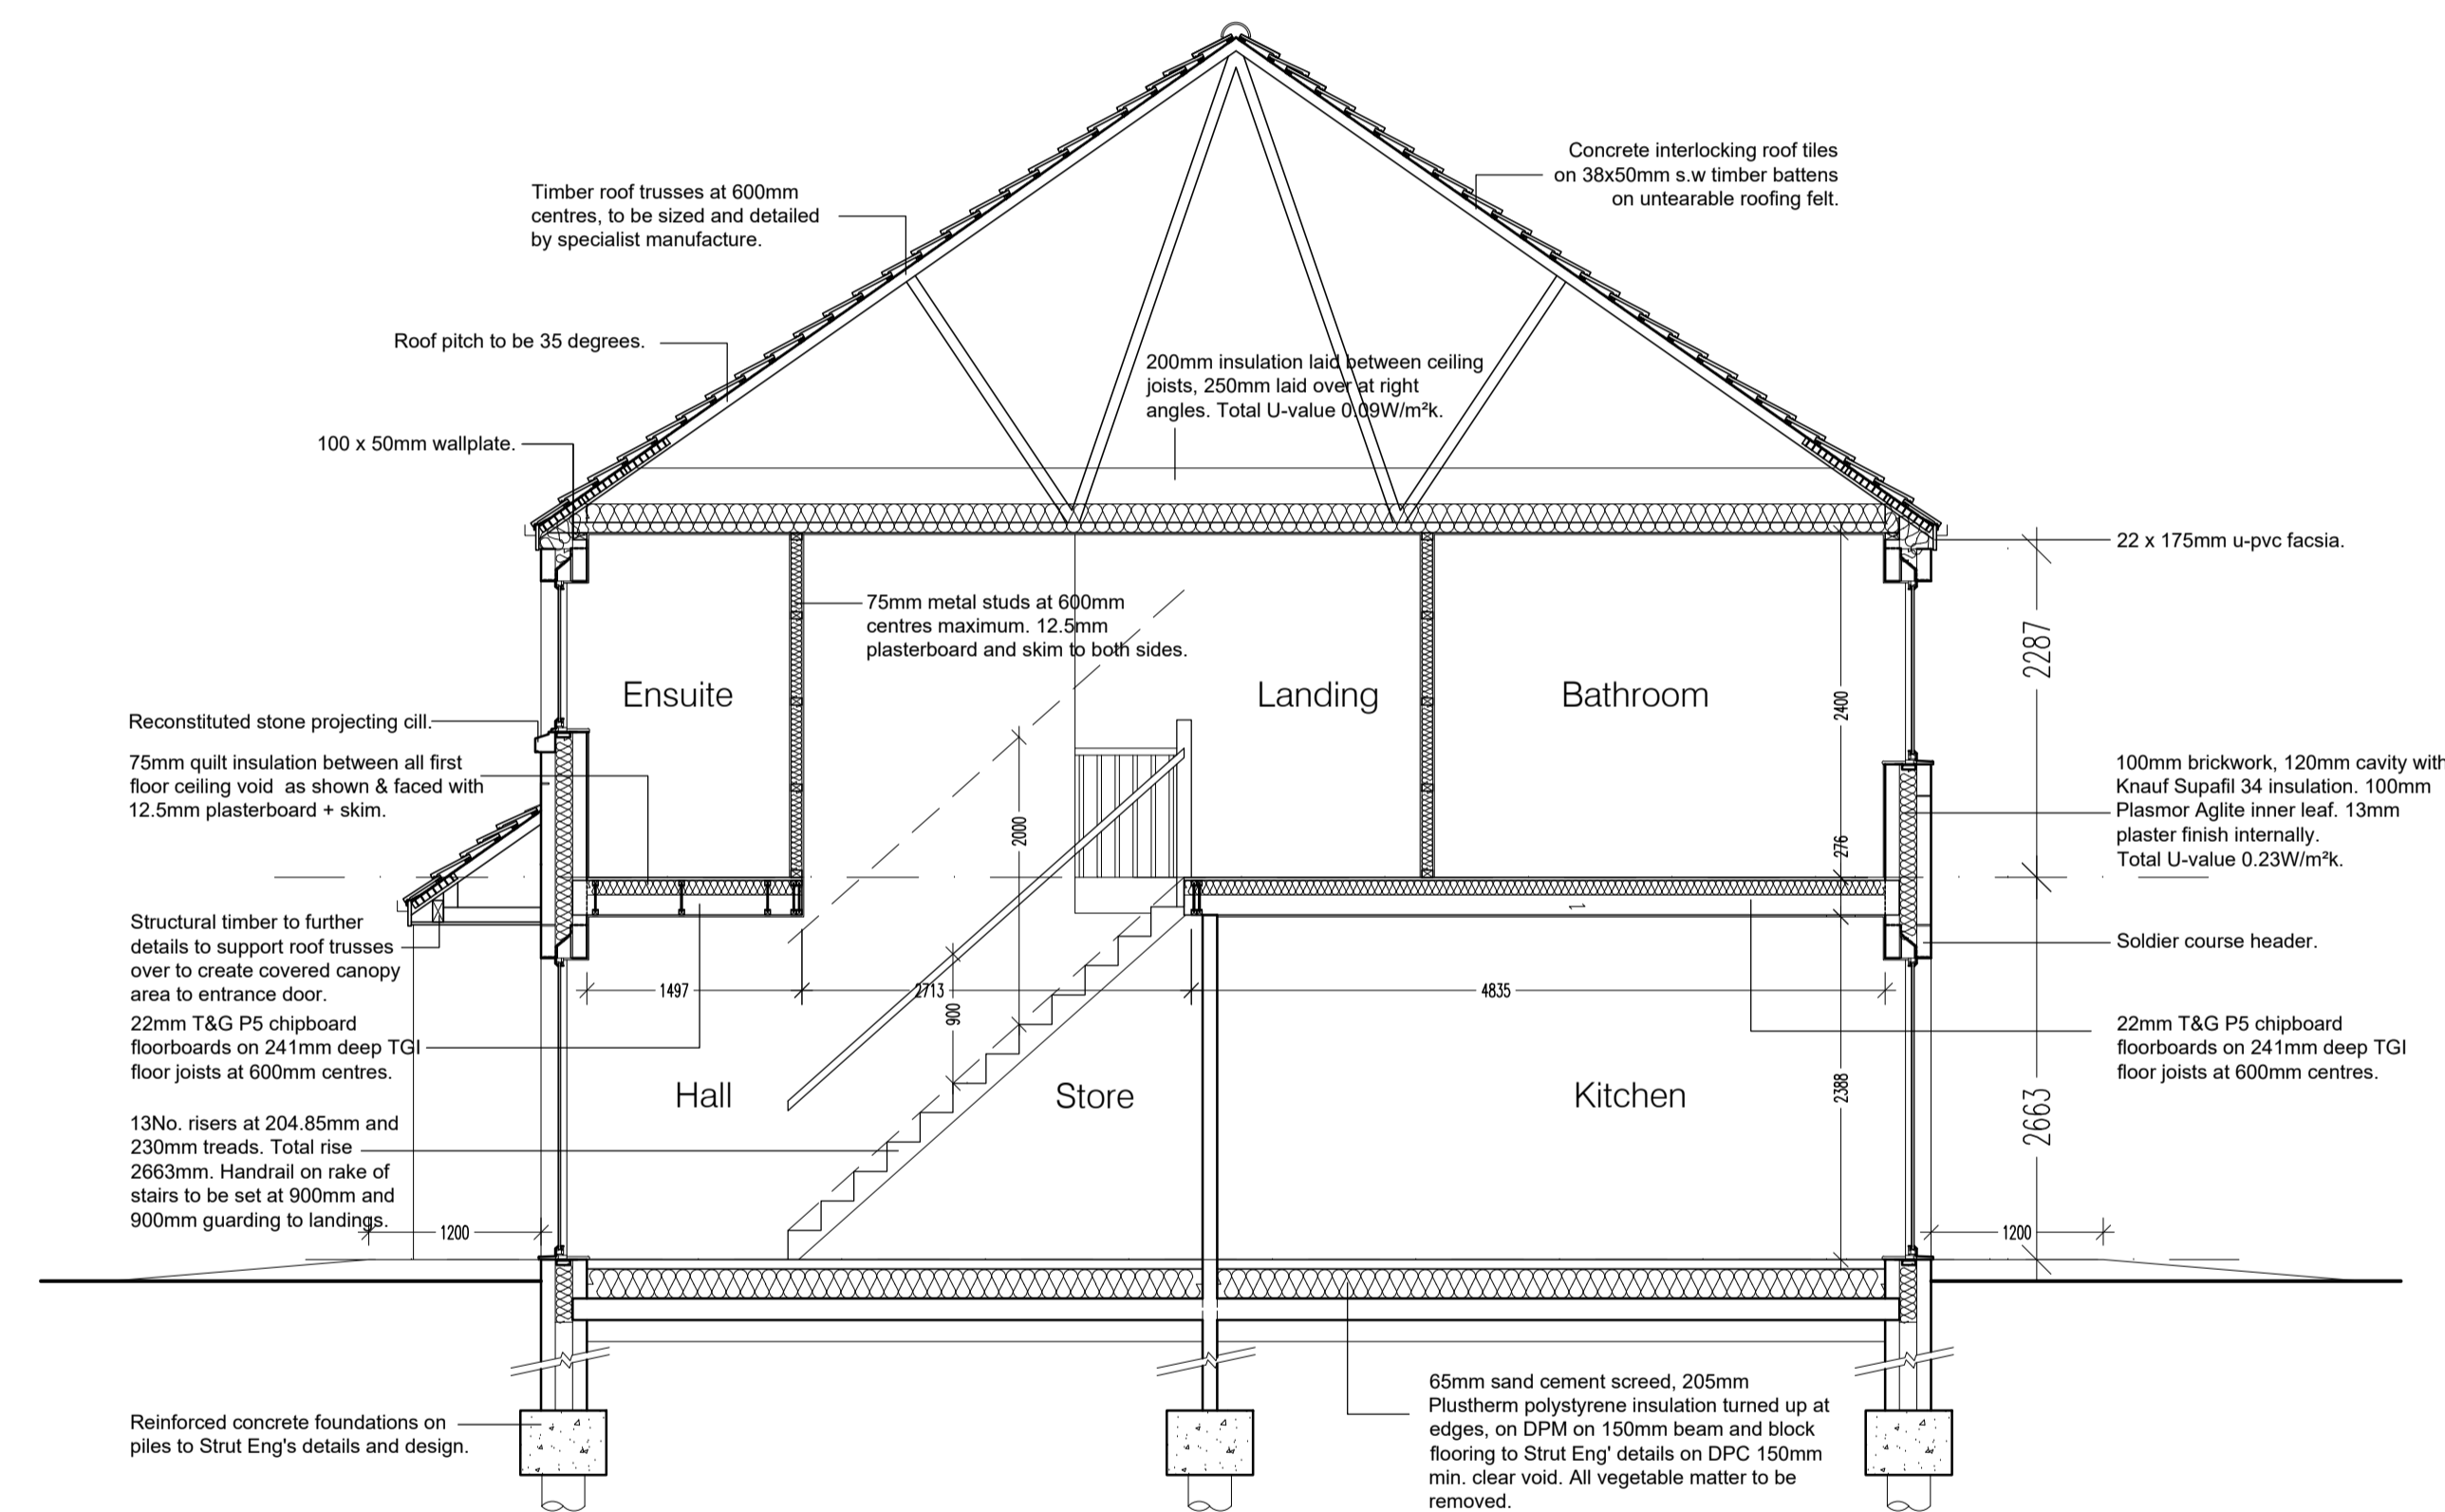 Concrete interlocking roof tiles
on 38x50mm s.w timber battens
on untearable roofing felt.
Timber roof trusses at 600mm
centres, to be sized and detailed
by specialist manufacture.
Roof pitch to be 35 degrees.
200mm insulation laid between ceiling
joists, 250mm laid over at right
angles. Total U-value 0.09W/m²k.
100 x 50mm wallplate.
22 x 175mm u-pvc facsia.
75mm metal studs at 600mm
centres maximum. 12.5mm
plasterboard and skim to both sides.
2287
Ensuite
Landing
Bathroom
2400
Reconstituted stone projecting cill.
75mm quilt insulation between all first
floor ceiling void as shown & faced with
12.5mm plasterboard + skim.
2000
276
100mm brickwork, 120mm cavity with
Knauf Supafil 34 insulation. 100mm
Plasmor Aglite inner leaf. 13mm
plaster finish internally.
Total U-value 0.23W/m²k.
Structural timber to further
details to support roof trusses
over to create covered canopy
area to entrance door.
Soldier course header.
1497
2713
4835
900
22mm T&G P5 chipboard
floorboards on 241mm deep TGI
floor joists at 600mm centres.
22mm T&G P5 chipboard
floorboards on 241mm deep TGI
floor joists at 600mm centres.
Hall
Store
Kitchen
2388
2663
13No. risers at 204.85mm and
230mm treads. Total rise
2663mm. Handrail on rake of
stairs to be set at 900mm and
900mm guarding to landings.
1200
1200
65mm sand cement screed, 205mm
Plustherm polystyrene insulation turned up at
edges, on DPM on 150mm beam and block
flooring to Strut Eng' details on DPC 150mm
min. clear void. All vegetable matter to be
removed.
Reinforced concrete foundations on
piles to Strut Eng's details and design.